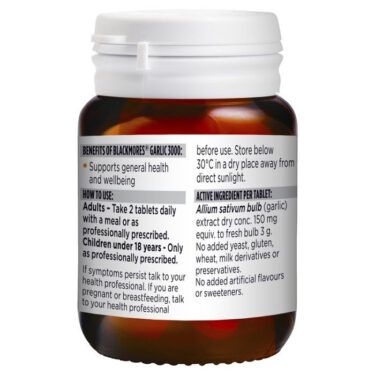 BENEFITS OF BLACKMORES® GARLIC 3000:
Supports general health
and wellbeing
HOW TO USE:
Adults – Take 2 tablets daily
with a meal or as
professionally prescribed.
Children under 18 years - Only
as professionally prescribed.
If symptoms persist talk to your
health professional. If you are
pregnant or breastfeeding, talk
to your health professional
before use. Store below
30°C in a dry place away from
direct sunlight.
ACTIVE INGREDIENT PER TABLET:
Allium sativum bulb (garlic)
extract dry conc. 150 mg
equiv. to fresh bulb 3 g.
No added yeast, gluten,
wheat, milk derivatives or
preservatives.
No added artificial flavours
or sweeteners.